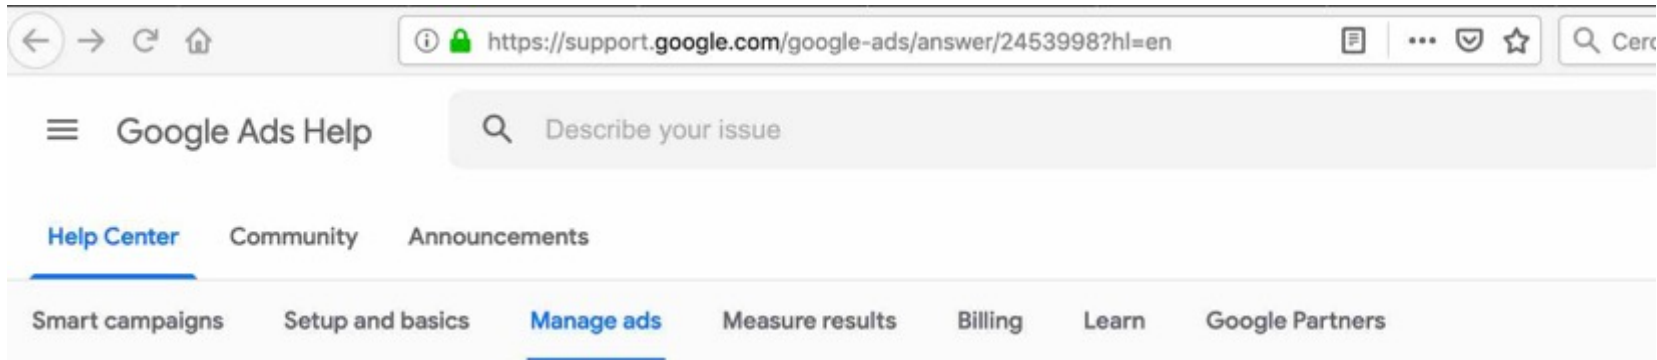 https://support.google.com/google-ads/answer/2453998?hl=en
Cerc
Google Ads Help
Describe your issue
Help Center Community Announcements
Smart campaigns Setup and basics Manage ads Measure results Billing Learn Google Partners